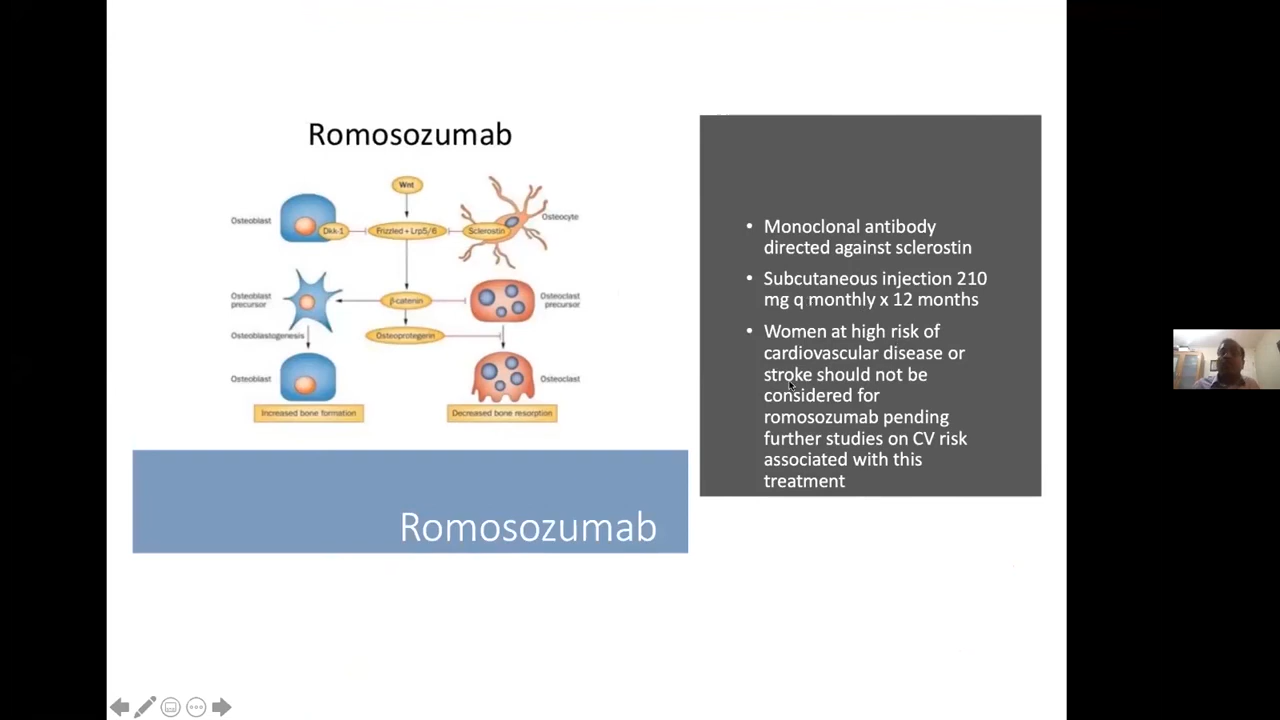 Romosozumab
Wnt
Osteoblast
Dkk-1
Frizzled + Lrp5/6
Sclerostin
Osteocyte
Osteoblast
precursor
β-catenin
Osteoclast
precursor
Osteoblastogenesis
Osteoprotegerin
Osteoblast
Osteoclast
Increased bone formation
Decreased bone resorption
Romosozumab
• Monoclonal antibody
directed against sclerostin
• Subcutaneous injection 210
mg q monthly x 12 months
• Women at high risk of
cardiovascular disease or
stroke should not be
considered for
romosozumab pending
further studies on CV risk
associated with this
treatment